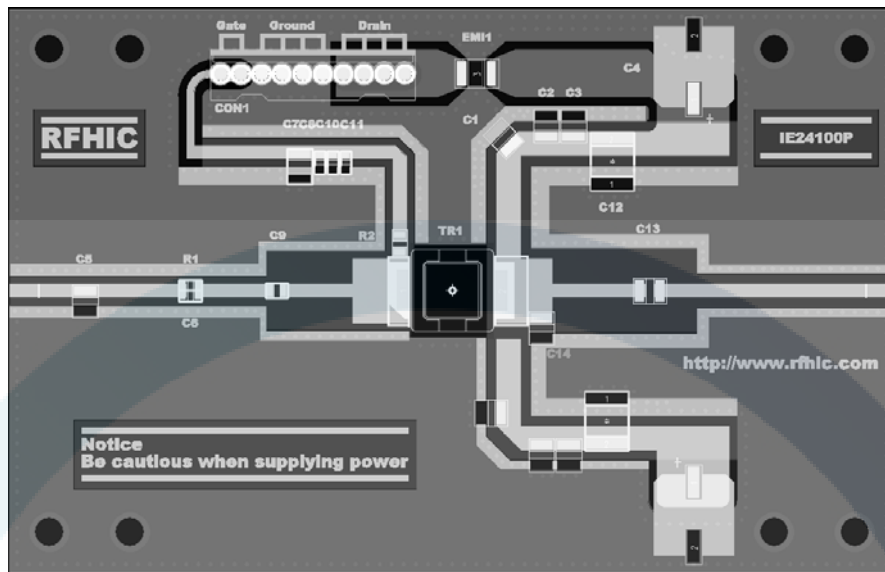 Gate Ground Drain
EMI1
C4
CON1
C2 C3
C7C8C10C11
C1
RFHIC
IE24100P
C12
C9 R2 TR1 C13
C5 R1
C6
C14
http://www.rfhic.com
Notice
Be cautious when supplying power